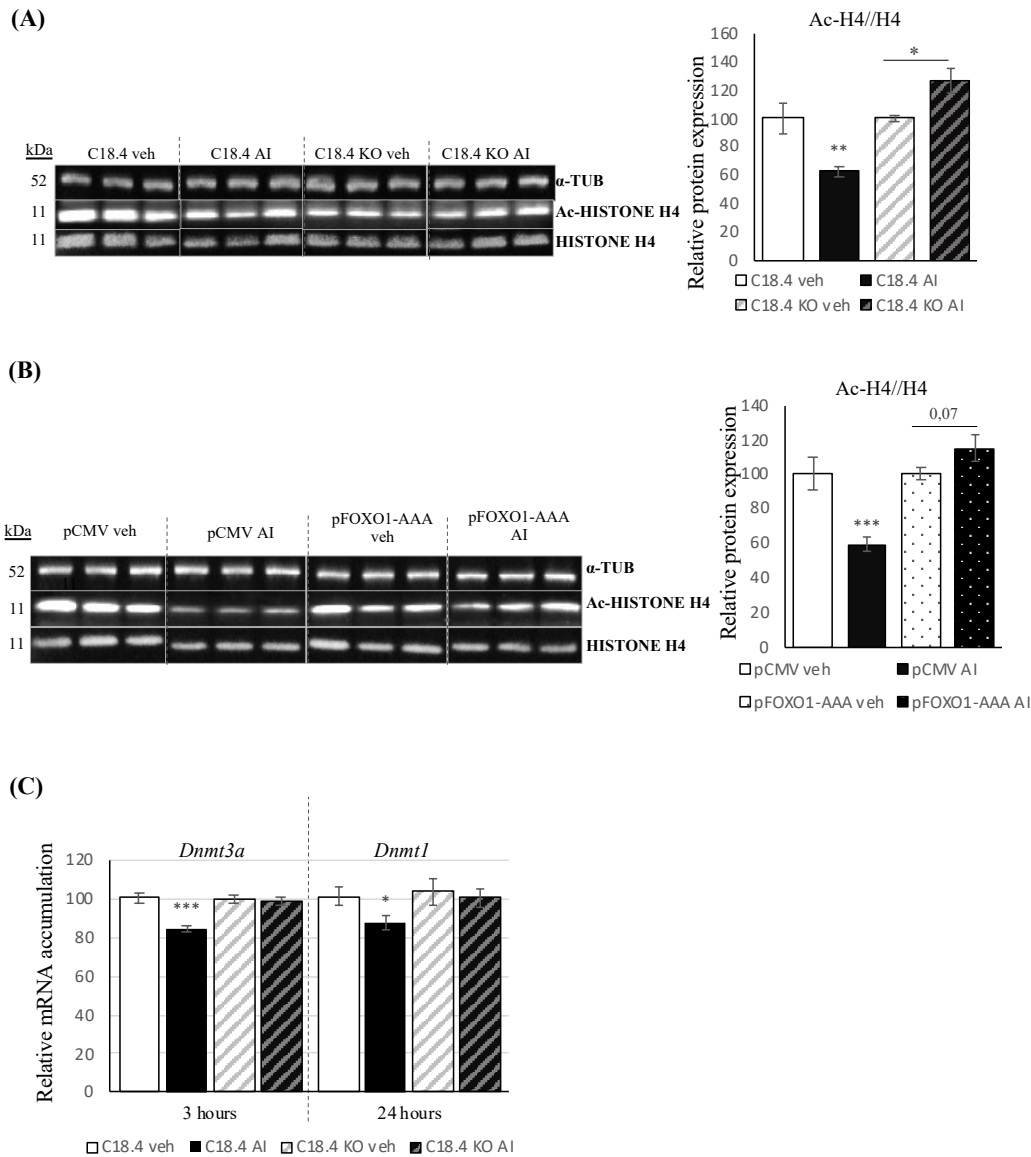 (A)
kDa
C18.4 veh C18.4 AI C18.4 KO veh C18.4 KO AI
52 α-TUB
11 Ac-HISTONE H4
11 HISTONE H4
Ac-H4//H4
Relative protein expression
160
140
120
100
80
60
40
20
0
**
*
C18.4 veh C18.4 AI
C18.4 KO veh C18.4 KO AI
(B)
kDa
pCMV veh pCMV AI pFOXO1-AAA veh pFOXO1-AAA AI
52 α-TUB
11
11 Ac-HISTONE H4
11 HISTONE H4
Ac-H4//H4
Relative protein expression
140
120
100
80
60
40
20
0
***
0,07
pCMV veh pCMV AI
pFOXO1-AAA veh pFOXO1-AAA AI
(C)
Dnmt3a Dnmt1
Relative mRNA accumulation
120
100
80
60
40
20
0
*** *
3 hours 24 hours
C18.4 veh C18.4 AI C18.4 KO veh C18.4 KO AI